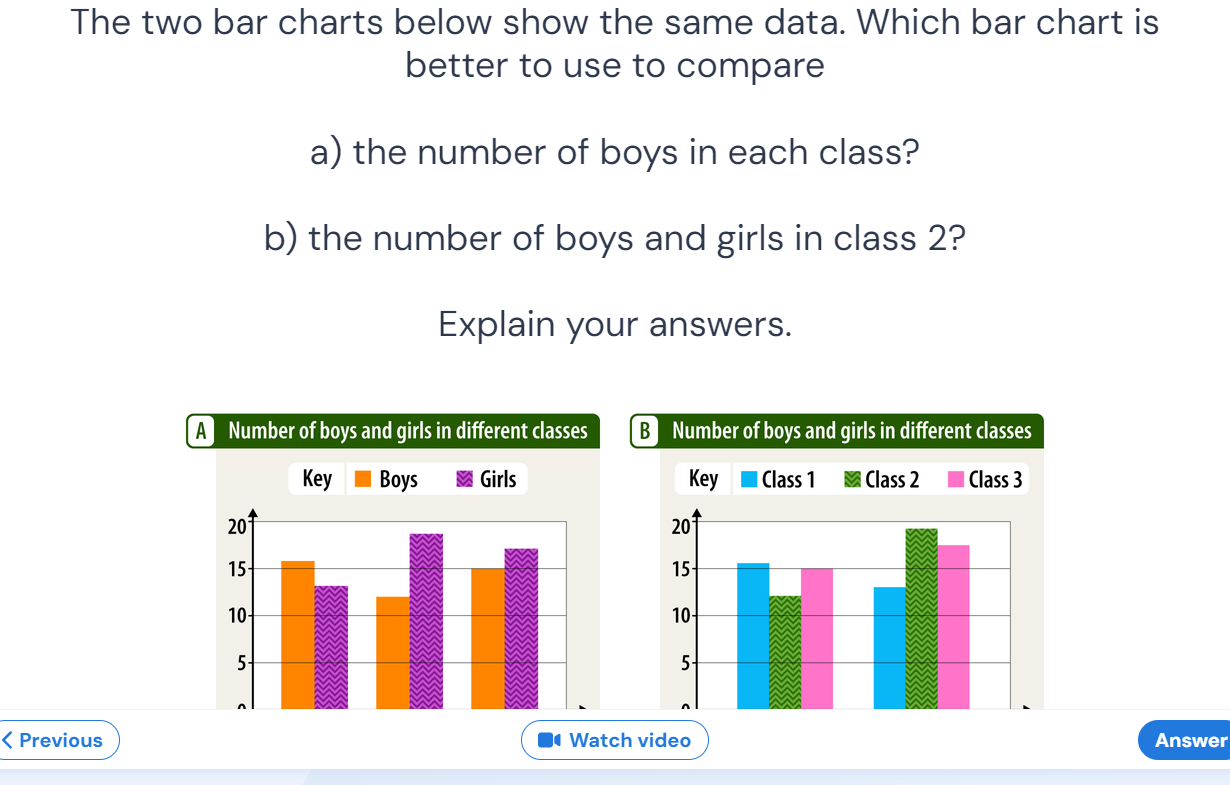 The two bar charts below show the same data. Which bar chart is
better to use to compare
a) the number of boys in each class?
b) the number of boys and girls in class 2?
Explain your answers.
A Number of boys and girls in different classes
Key Boys Girls
20
15
10
5
0
B Number of boys and girls in different classes
Key Class 1 Class 2 Class 3
20
15
10
5
0
Previous
Watch video
Answer